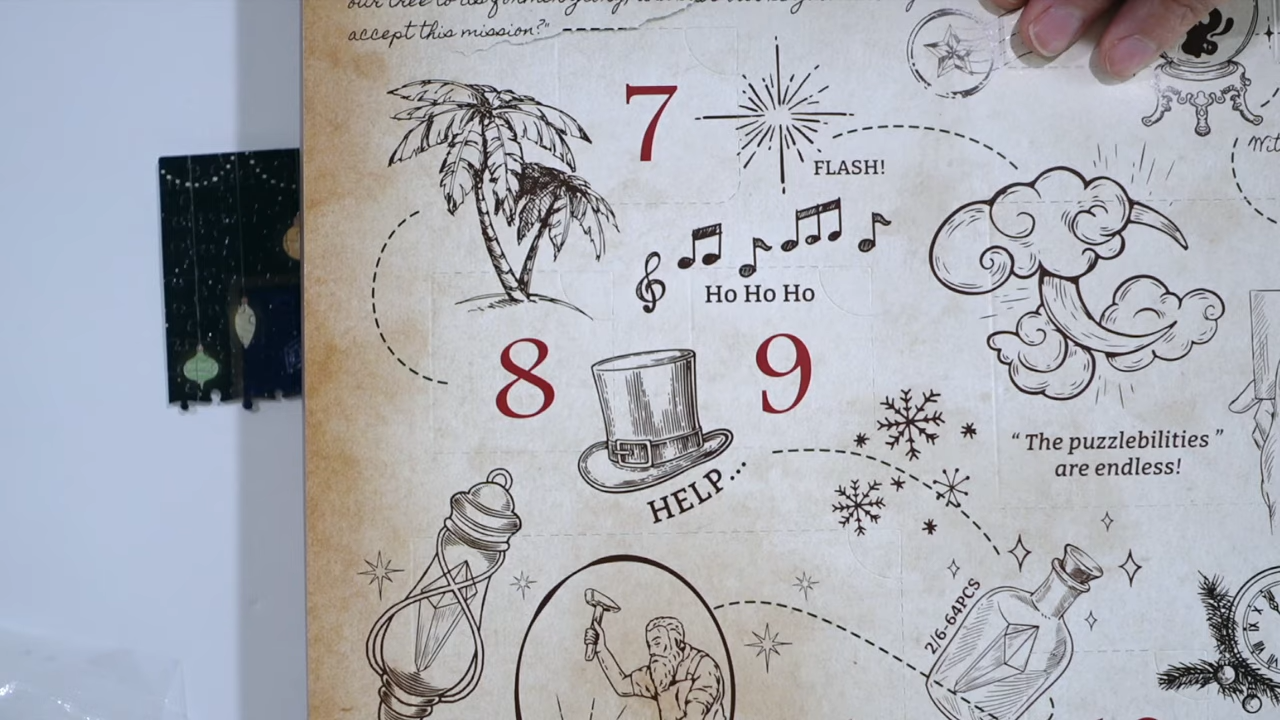 accept this mission?"
7
FLASH!
Ho Ho Ho
8
9
HELP...
“ The puzzlebilities ”
are endless!
2/6-64PCS